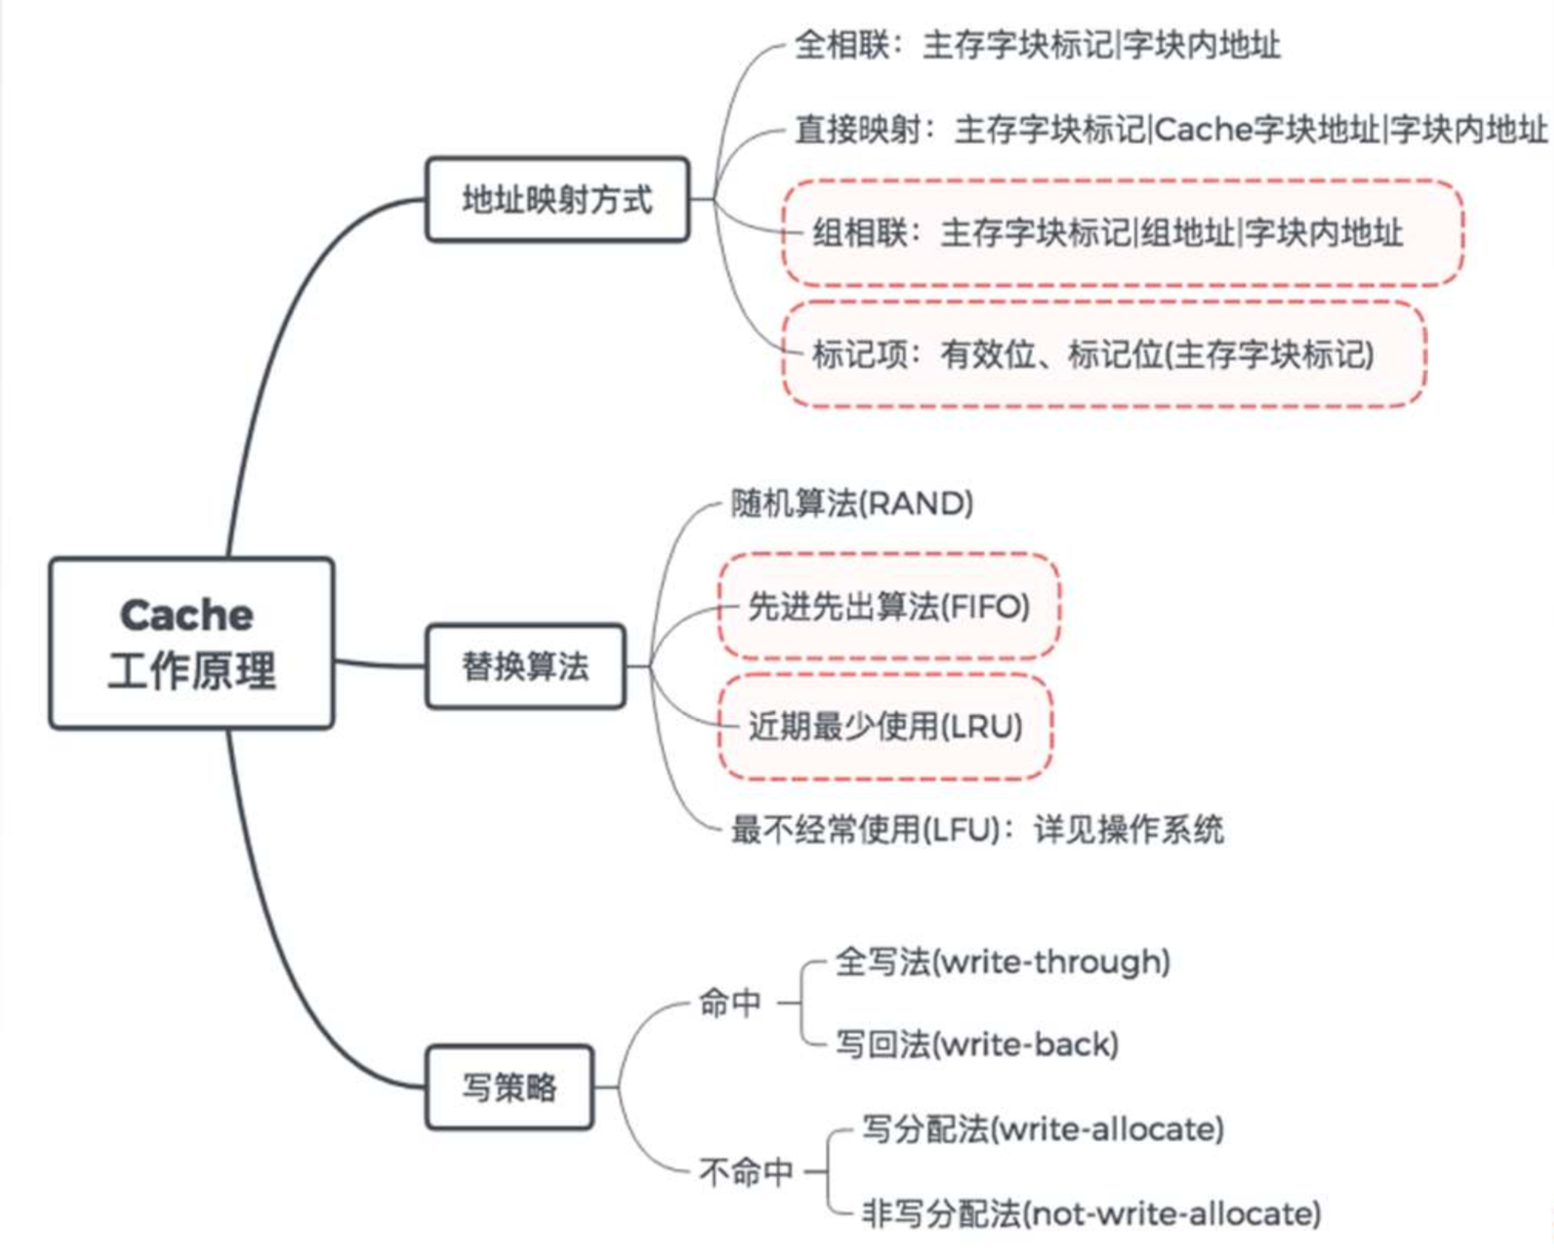 Cache
工作原理
地址映射方式
全相联：主存字块标记|字块内地址
直接映射：主存字块标记|Cache字块地址|字块内地址
组相联：主存字块标记|组地址|字块内地址
标记项：有效位、标记位(主存字块标记)
替换算法
随机算法(RAND)
先进先出算法(FIFO)
近期最少使用(LRU)
最不经常使用(LFU)：详见操作系统
写策略
命中
全写法(write-through)
写回法(write-back)
不命中
写分配法(write-allocate)
非写分配法(not-write-allocate)